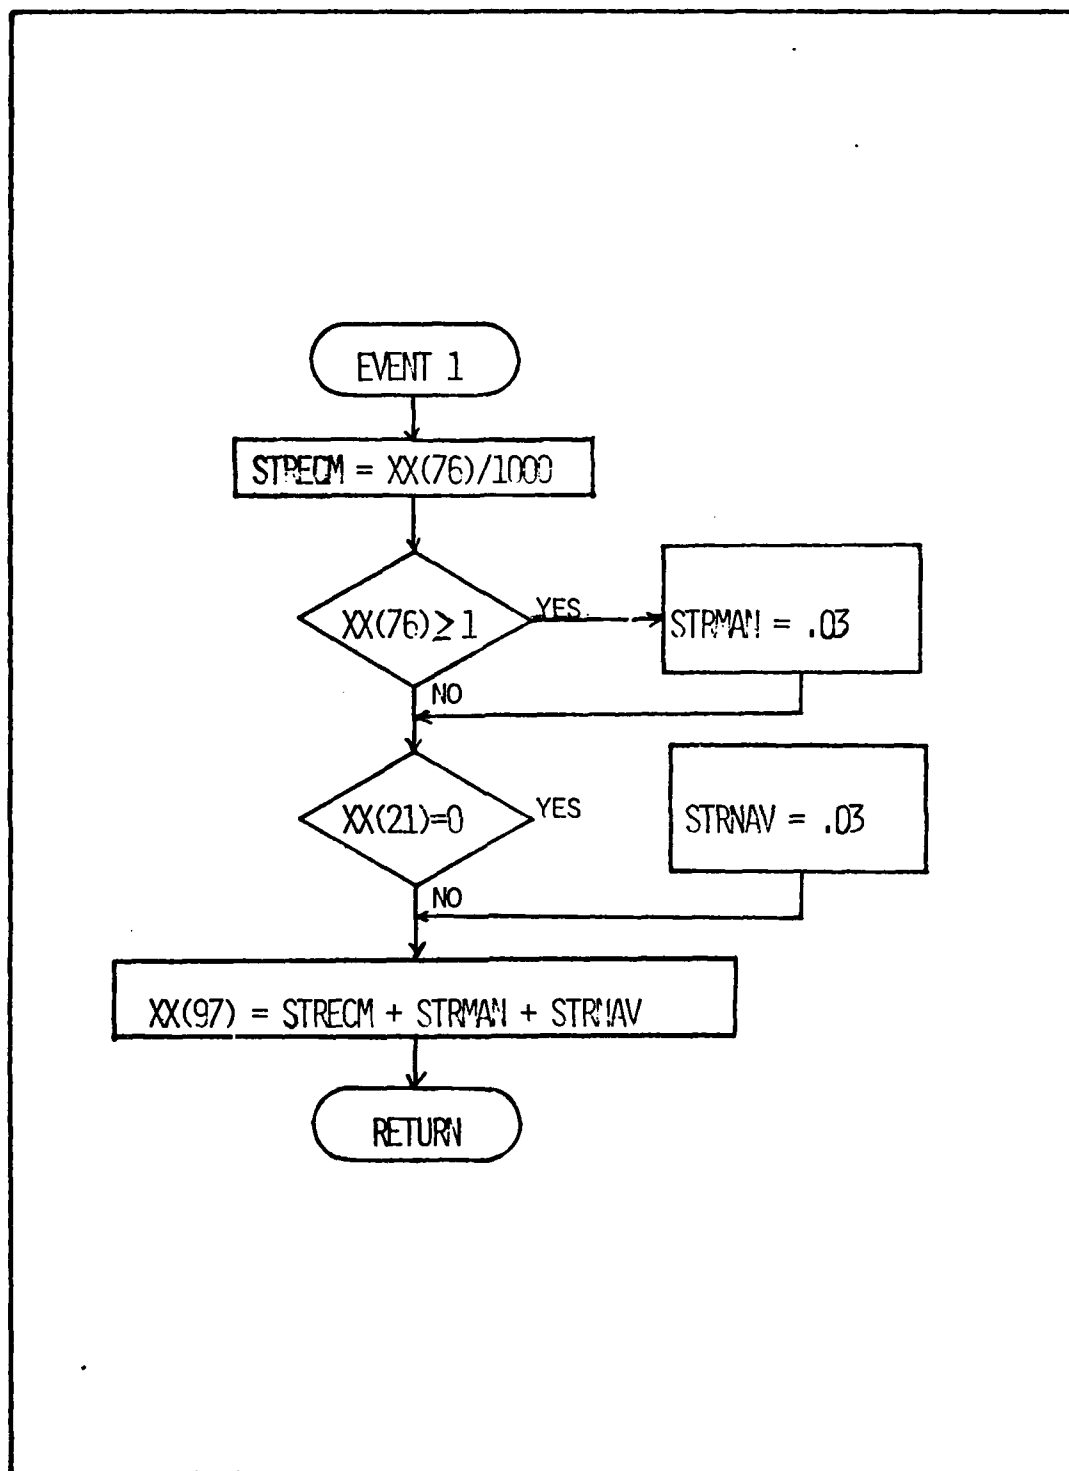 EVENT 1
STRECM = XX(76)/1000
XX(76)≥1
YES
STRMAN = .03
NO
XX(21)=0
YES
STRNAV = .03
NO
XX(97) = STRECM + STRMAN + STRNAV
RETURN